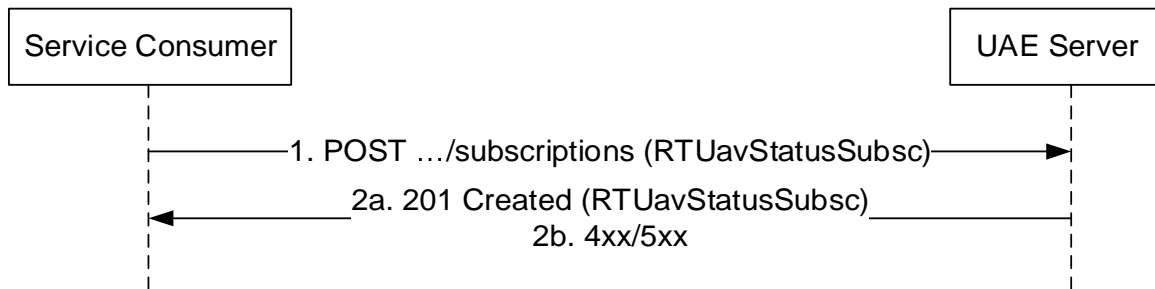 Service Consumer
UAE Server
1. POST …/subscriptions (RTUavStatusSubsc)
2a. 201 Created (RTUavStatusSubsc)
2b. 4xx/5xx